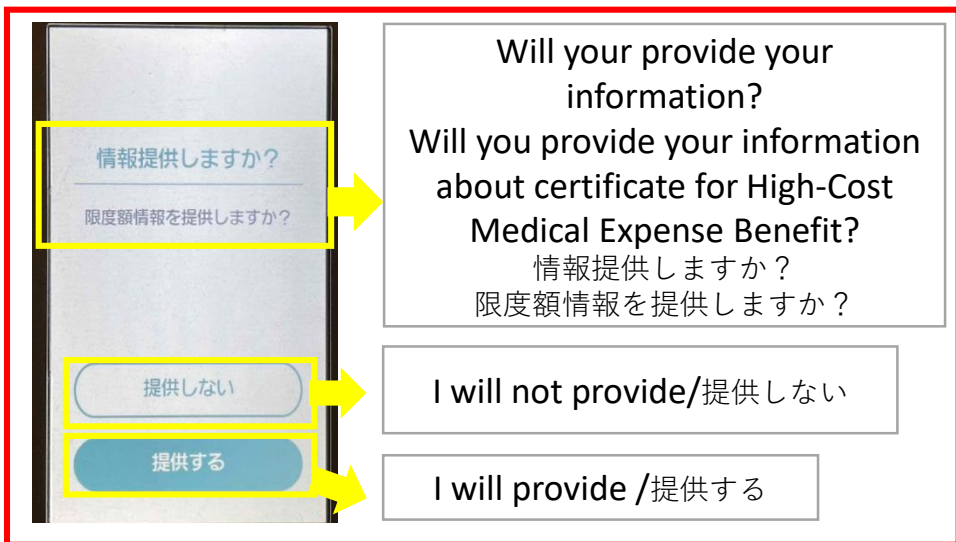 情報提供しますか？
限度額情報を提供しますか？
提供しない
提供する
Will your provide your
information?
Will you provide your information
about certificate for High-Cost
Medical Expense Benefit?
情報提供しますか？
限度額情報を提供しますか？
I will not provide/提供しない
I will provide /提供する